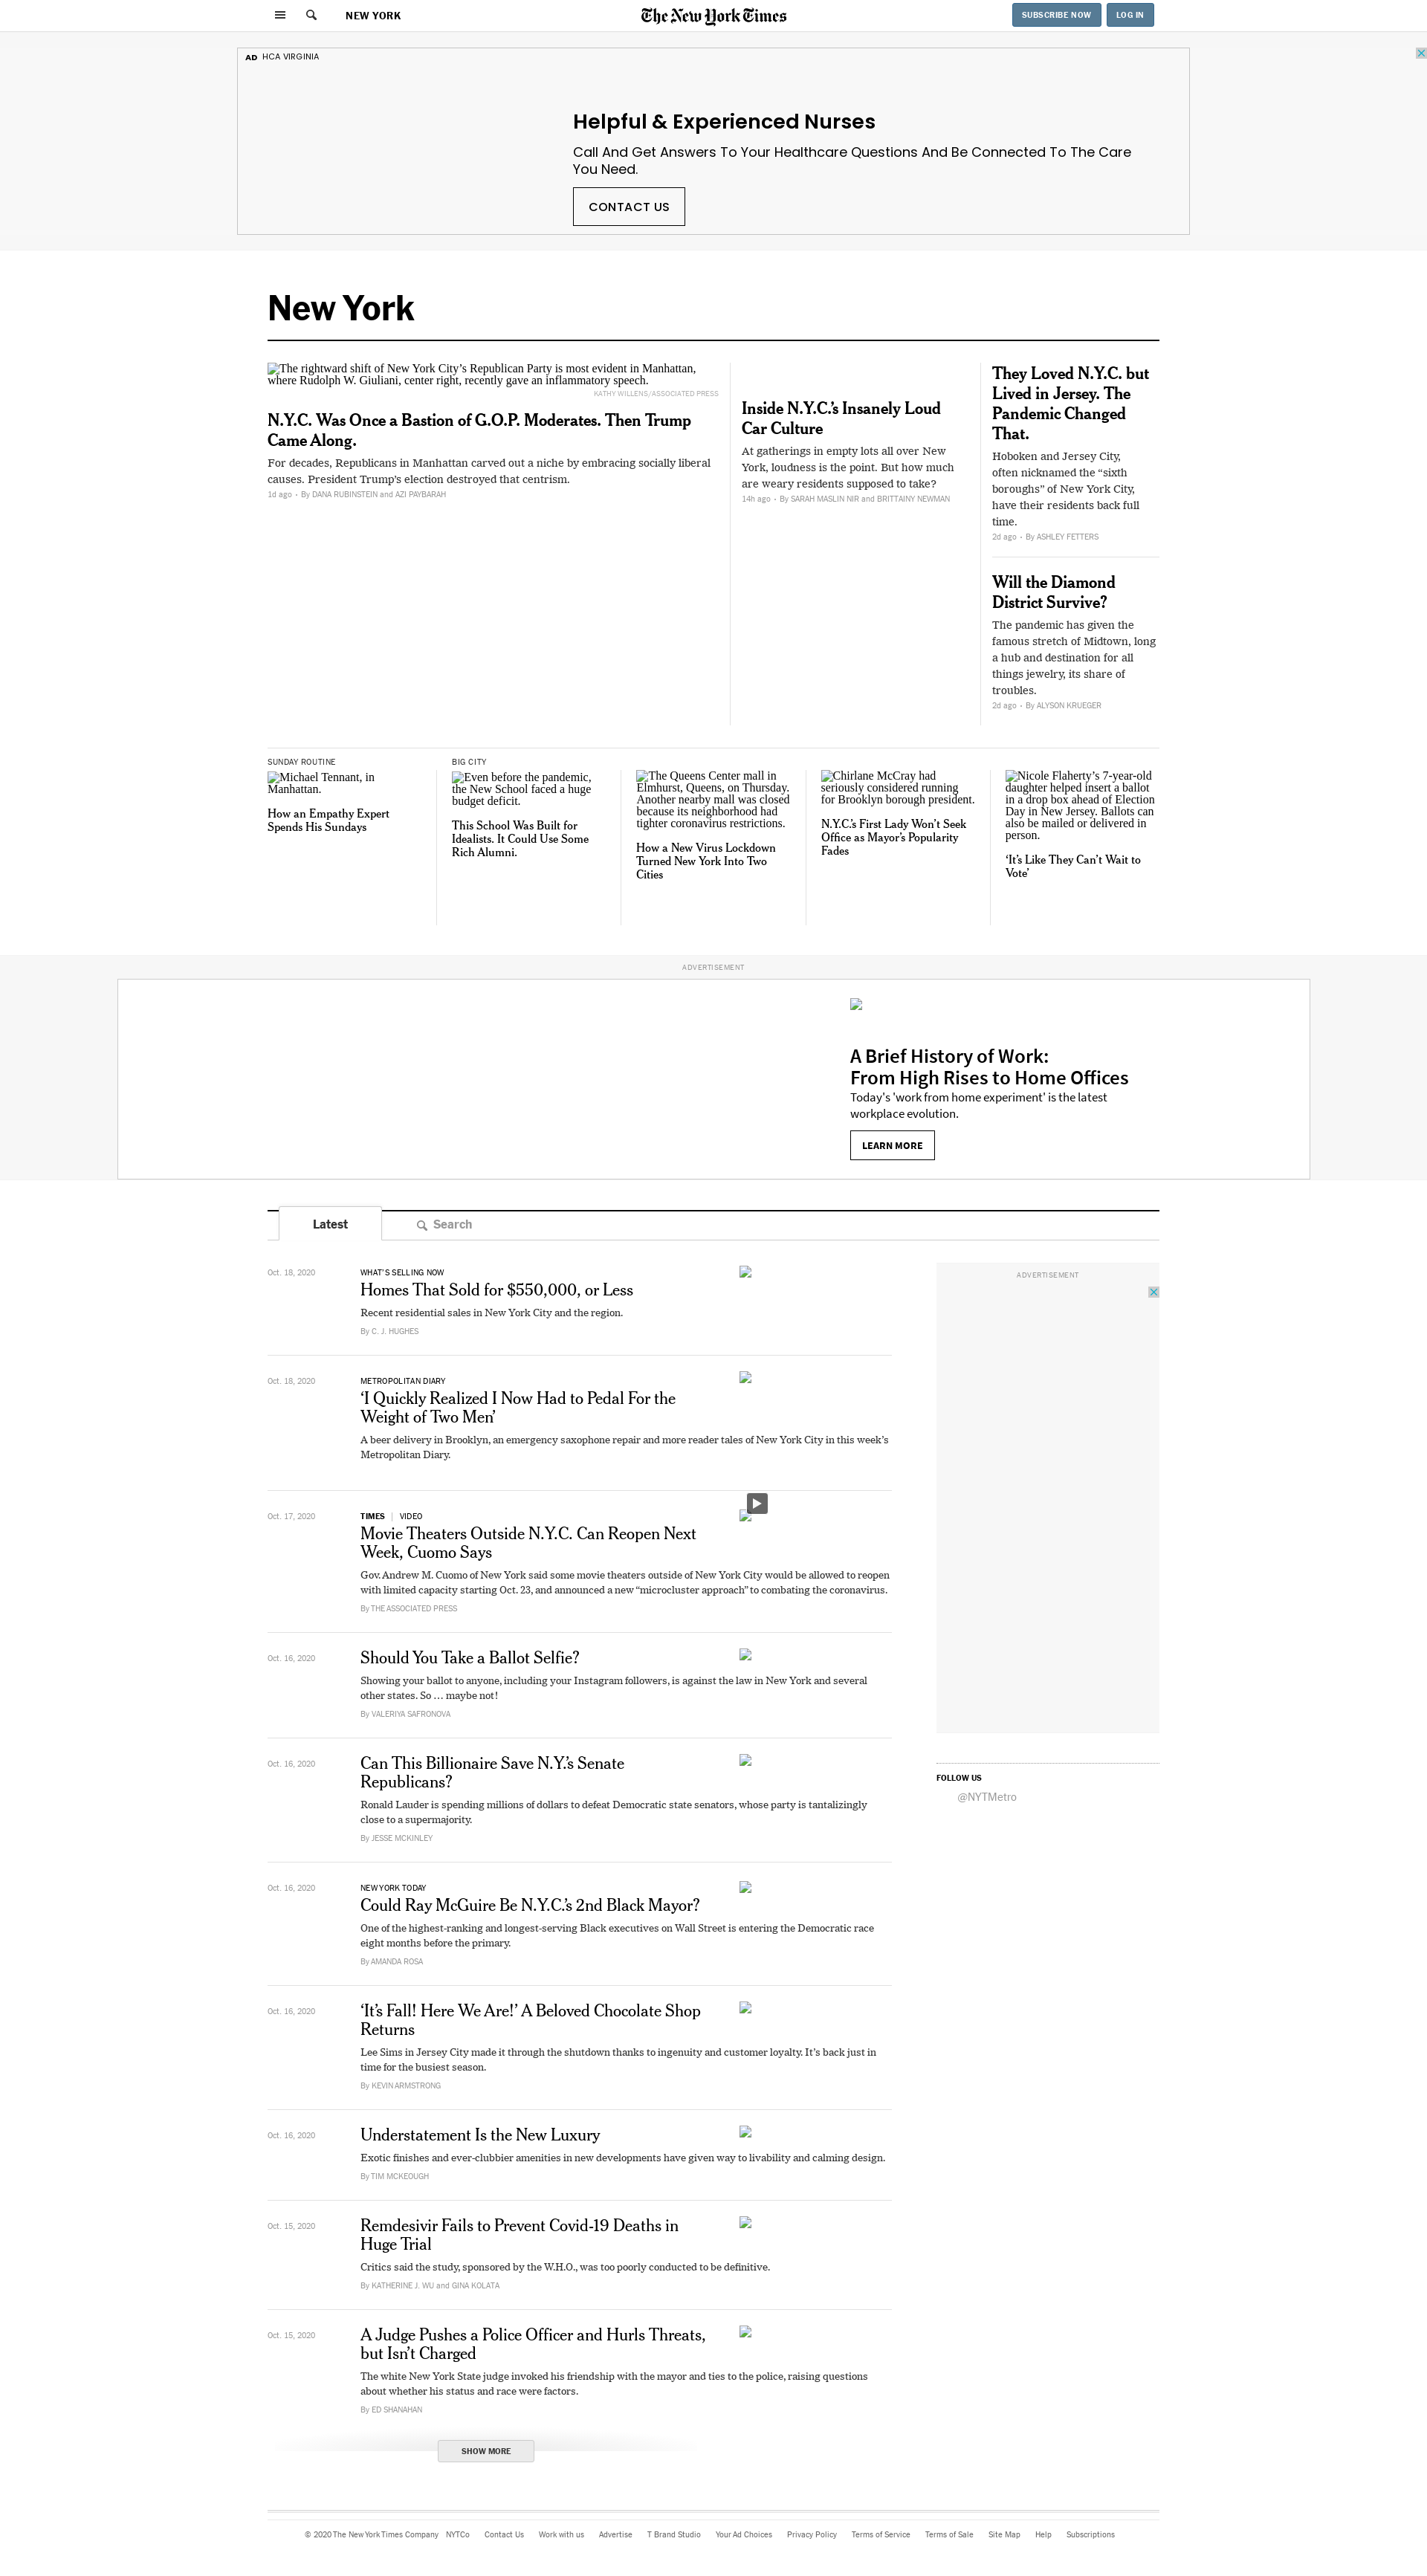 NEW YORK
The New York Times
SUBSCRIBE NOW
LOG IN
AD HCA VIRGINIA
Helpful & Experienced Nurses
Call And Get Answers To Your Healthcare Questions And Be Connected To The Care
You Need.
CONTACT US
New York
The rightward shift of New York City’s Republican Party is most evident in Manhattan,
where Rudolph W. Giuliani, center right, recently gave an inflammatory speech.
KATHY WILLENS/ASSOCIATED PRESS
N.Y.C. Was Once a Bastion of G.O.P. Moderates. Then Trump
Came Along.
For decades, Republicans in Manhattan carved out a niche by embracing socially liberal
causes. President Trump’s election destroyed that centrism.
1d ago • By DANA RUBINSTEIN and AZI PAYBARAH
Inside N.Y.C.’s Insanely Loud
Car Culture
At gatherings in empty lots all over New
York, loudness is the point. But how much
are weary residents supposed to take?
14h ago • By SARAH MASLIN NIR and BRITTAINY NEWMAN
They Loved N.Y.C. but
Lived in Jersey. The
Pandemic Changed
That.
Hoboken and Jersey City,
often nicknamed the “sixth
boroughs” of New York City,
have their residents back full
time.
2d ago • By ASHLEY FETTERS
Will the Diamond
District Survive?
The pandemic has given the
famous stretch of Midtown, long
a hub and destination for all
things jewelry, its share of
troubles.
2d ago • By ALYSON KRUEGER
SUNDAY ROUTINE
Michael Tennant, in
Manhattan.
How an Empathy Expert
Spends His Sundays
BIG CITY
Even before the pandemic,
the New School faced a huge
budget deficit.
This School Was Built for
Idealists. It Could Use Some
Rich Alumni.
The Queens Center mall in
Elmhurst, Queens, on Thursday.
Another nearby mall was closed
because its neighborhood had
tighter coronavirus restrictions.
How a New Virus Lockdown
Turned New York Into Two
Cities
Chirlane McCray had
seriously considered running
for Brooklyn borough president.
N.Y.C.’s First Lady Won’t Seek
Office as Mayor’s Popularity
Fades
Nicole Flaherty’s 7-year-old
daughter helped insert a ballot
in a drop box ahead of Election
Day in New Jersey. Ballots can
also be mailed or delivered in
person.
‘It’s Like They Can’t Wait to
Vote’
ADVERTISEMENT
A Brief History of Work:
From High Rises to Home Offices
Today's 'work from home experiment' is the latest
workplace evolution.
LEARN MORE
Latest
Search
Oct. 18, 2020
WHAT’S SELLING NOW
Homes That Sold for $550,000, or Less
Recent residential sales in New York City and the region.
By C. J. HUGHES
ADVERTISEMENT
Oct. 18, 2020
METROPOLITAN DIARY
‘I Quickly Realized I Now Had to Pedal For the
Weight of Two Men’
A beer delivery in Brooklyn, an emergency saxophone repair and more reader tales of New York City in this week’s
Metropolitan Diary.
Oct. 17, 2020
TIMES | VIDEO
Movie Theaters Outside N.Y.C. Can Reopen Next
Week, Cuomo Says
Gov. Andrew M. Cuomo of New York said some movie theaters outside of New York City would be allowed to reopen
with limited capacity starting Oct. 23, and announced a new “microcluster approach” to combating the coronavirus.
By THE ASSOCIATED PRESS
Oct. 16, 2020
Should You Take a Ballot Selfie?
Showing your ballot to anyone, including your Instagram followers, is against the law in New York and several
other states. So … maybe not!
By VALERIYA SAFRONOVA
Oct. 16, 2020
Can This Billionaire Save N.Y.’s Senate
Republicans?
Ronald Lauder is spending millions of dollars to defeat Democratic state senators, whose party is tantalizingly
close to a supermajority.
By JESSE MCKINLEY
FOLLOW US
@NYTMetro
Oct. 16, 2020
NEW YORK TODAY
Could Ray McGuire Be N.Y.C.’s 2nd Black Mayor?
One of the highest-ranking and longest-serving Black executives on Wall Street is entering the Democratic race
eight months before the primary.
By AMANDA ROSA
Oct. 16, 2020
‘It’s Fall! Here We Are!’ A Beloved Chocolate Shop
Returns
Lee Sims in Jersey City made it through the shutdown thanks to ingenuity and customer loyalty. It’s back just in
time for the busiest season.
By KEVIN ARMSTRONG
Oct. 16, 2020
Understatement Is the New Luxury
Exotic finishes and ever-clubbier amenities in new developments have given way to livability and calming design.
By TIM MCKEOUGH
Oct. 15, 2020
Remdesivir Fails to Prevent Covid-19 Deaths in
Huge Trial
Critics said the study, sponsored by the W.H.O., was too poorly conducted to be definitive.
By KATHERINE J. WU and GINA KOLATA
Oct. 15, 2020
A Judge Pushes a Police Officer and Hurls Threats,
but Isn’t Charged
The white New York State judge invoked his friendship with the mayor and ties to the police, raising questions
about whether his status and race were factors.
By ED SHANAHAN
SHOW MORE
© 2020 The New York Times Company NYTCo Contact Us Work with us Advertise T Brand Studio Your Ad Choices Privacy Policy Terms of Service Terms of Sale Site Map Help Subscriptions